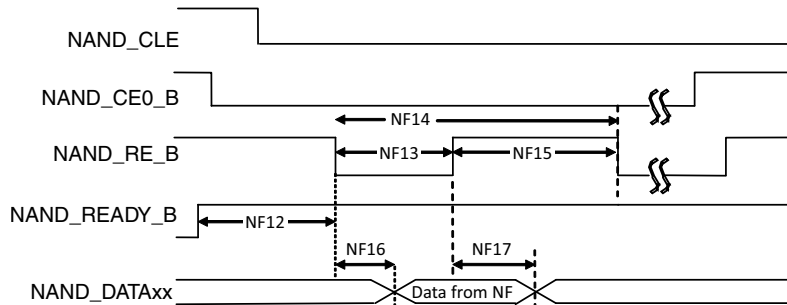 NAND_CLE
NAND_CE0_B
NF14
NAND_RE_B
NF13
NF15
NAND_READY_B
NF12
NF16
NF17
NAND_DATAxx
Data from NF